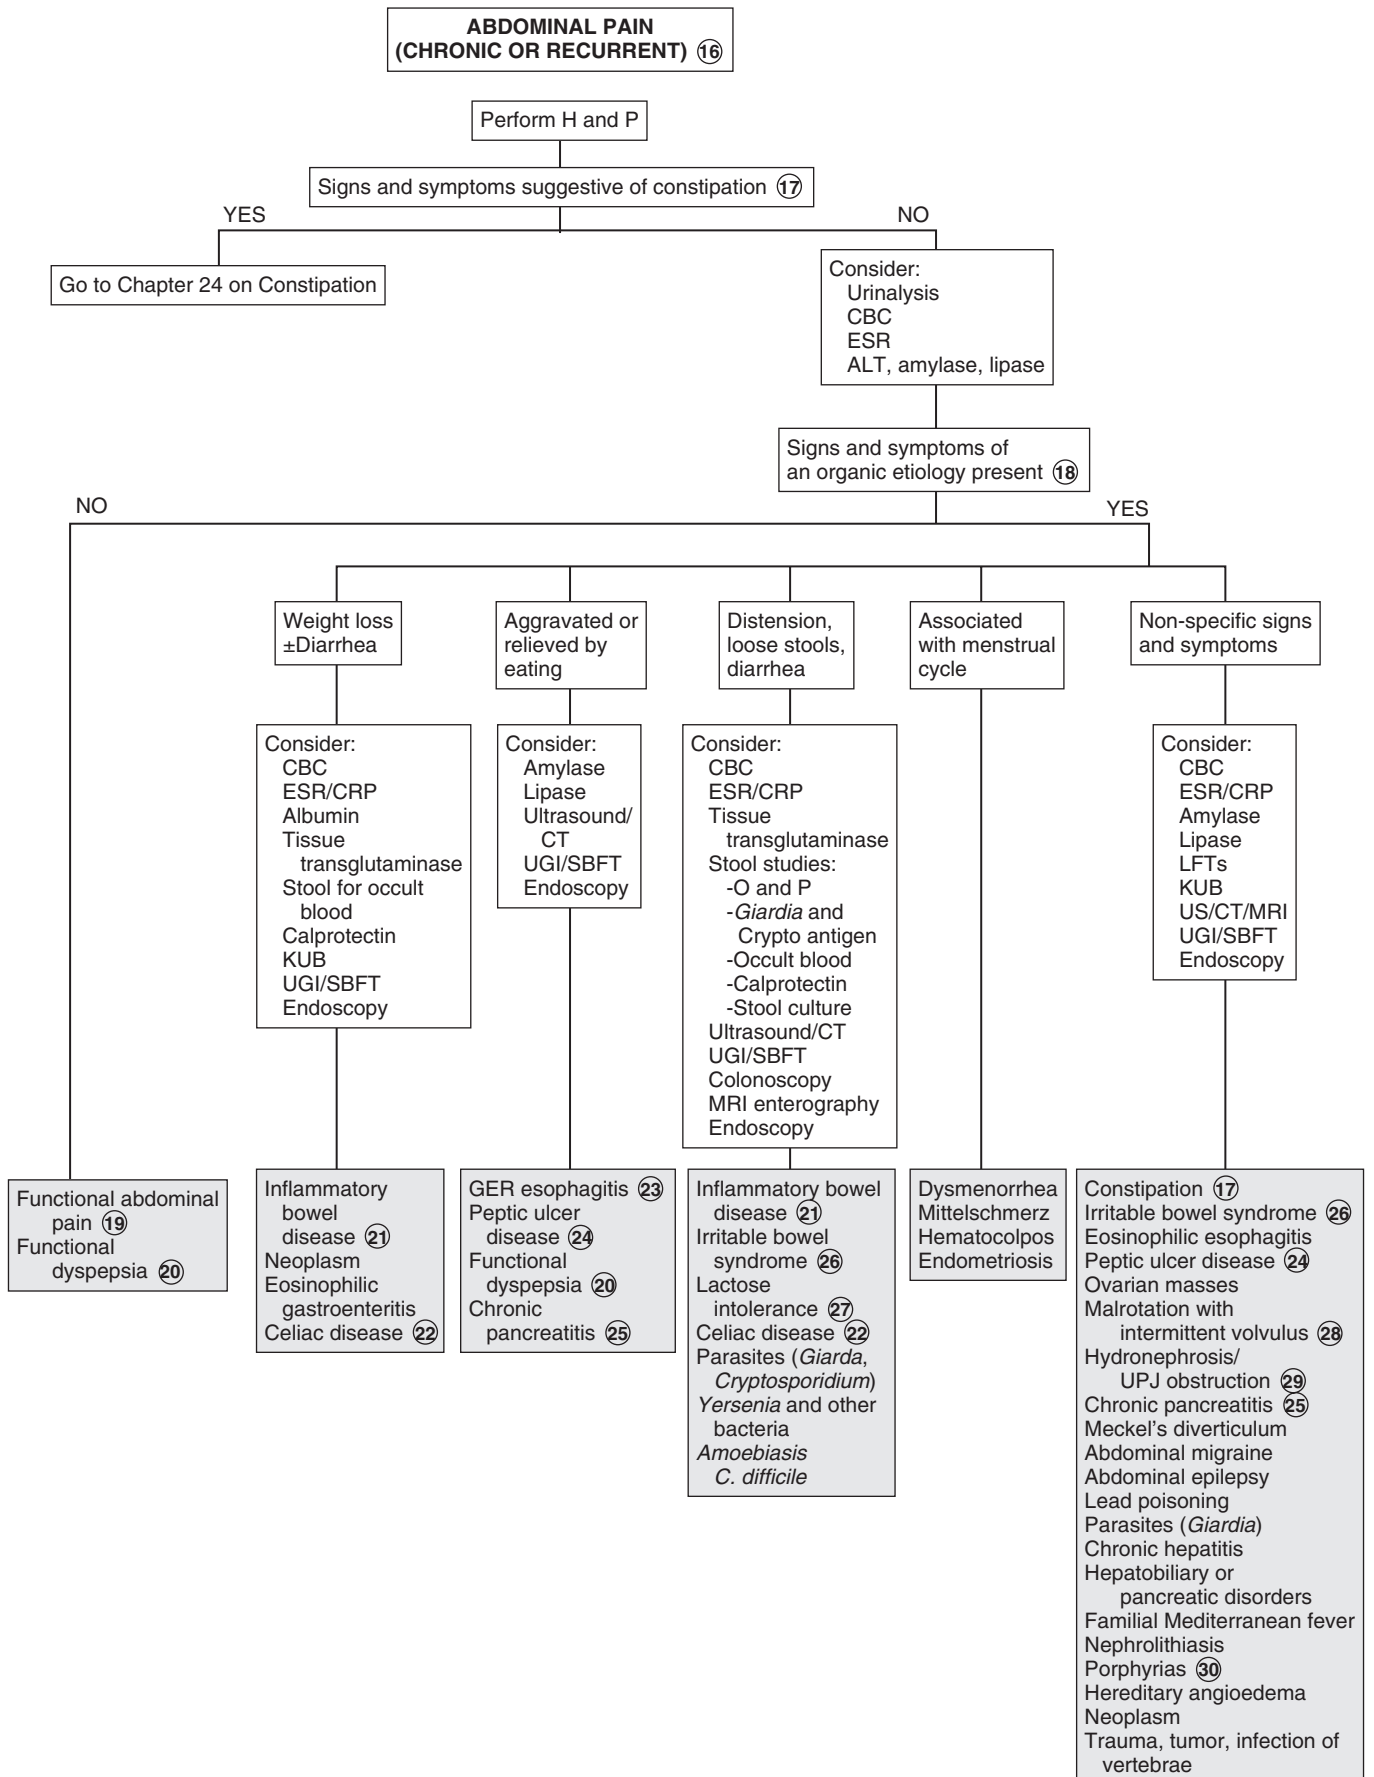 ABDOMINAL PAIN
(CHRONIC OR RECURRENT) 16
Perform H and P
Signs and symptoms suggestive of constipation 17
YES
NO
Go to Chapter 24 on Constipation
Consider:
Urinalysis
CBC
ESR
ALT, amylase, lipase
Signs and symptoms of
an organic etiology present 18
NO
YES
Weight loss
±Diarrhea
Aggravated or
relieved by
eating
Distension,
loose stools,
diarrhea
Associated
with menstrual
cycle
Non-specific signs
and symptoms
Consider:
CBC
ESR/CRP
Albumin
Tissue
transglutaminase
Stool for occult
blood
Calprotectin
KUB
UGI/SBFT
Endoscopy
Consider:
Amylase
Lipase
Ultrasound/
CT
UGI/SBFT
Endoscopy
Consider:
CBC
ESR/CRP
Tissue
transglutaminase
Stool studies:
-O and P
-Giardia and
Crypto antigen
-Occult blood
-Calprotectin
-Stool culture
Ultrasound/CT
UGI/SBFT
Colonoscopy
MRI enterography
Endoscopy
Consider:
CBC
ESR/CRP
Amylase
Lipase
LFTs
KUB
US/CT/MRI
UGI/SBFT
Endoscopy
Functional abdominal
pain 19
Functional
dyspepsia 20
Inflammatory
bowel
disease 21
Neoplasm
Eosinophilic
gastroenteritis
Celiac disease 22
GER esophagitis 23
Peptic ulcer
disease 24
Functional
dyspepsia 20
Chronic
pancreatitis 25
Inflammatory bowel
disease 21
Irritable bowel
syndrome 26
Lactose
intolerance 27
Celiac disease 22
Parasites (Giarda,
Cryptosporidium)
Yersenia and other
bacteria
Amoebiasis
C. difficile
Dysmenorrhea
Mittelschmerz
Hematocolpos
Endometriosis
Constipation 17
Irritable bowel syndrome 26
Eosinophilic esophagitis
Peptic ulcer disease 24
Ovarian masses
Malrotation with
intermittent volvulus 28
Hydronephrosis/
UPJ obstruction 29
Chronic pancreatitis 25
Meckel's diverticulum
Abdominal migraine
Abdominal epilepsy
Lead poisoning
Parasites (Giardia)
Chronic hepatitis
Hepatobiliary or
pancreatic disorders
Familial Mediterranean fever
Nephrolithiasis
Porphyrias 30
Hereditary angioedema
Neoplasm
Trauma, tumor, infection of
vertebrae